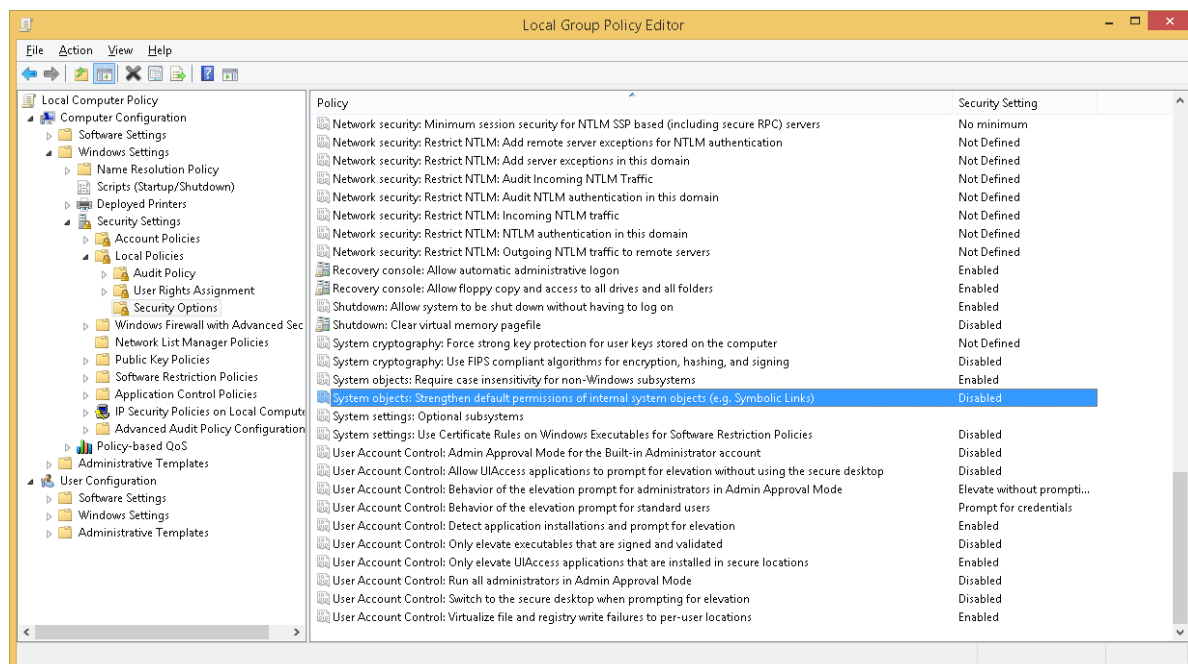 Local Group Policy Editor
File Action View Help
Local Computer Policy
Computer Configuration
Software Settings
Windows Settings
Name Resolution Policy
Scripts (Startup/Shutdown)
Deployed Printers
Security Settings
Account Policies
Local Policies
Audit Policy
User Rights Assignment
Security Options
Windows Firewall with Advanced Sec
Network List Manager Policies
Public Key Policies
Software Restriction Policies
Application Control Policies
IP Security Policies on Local Compute
Advanced Audit Policy Configuration
Policy-based QoS
Administrative Templates
User Configuration
Software Settings
Windows Settings
Administrative Templates
Policy Security Setting
Network security: Minimum session security for NTLM SSP based (including secure RPC) servers No minimum
Network security: Restrict NTLM: Add remote server exceptions for NTLM authentication Not Defined
Network security: Restrict NTLM: Add server exceptions in this domain Not Defined
Network security: Restrict NTLM: Audit Incoming NTLM Traffic Not Defined
Network security: Restrict NTLM: Audit NTLM authentication in this domain Not Defined
Network security: Restrict NTLM: Incoming NTLM traffic Not Defined
Network security: Restrict NTLM: NTLM authentication in this domain Not Defined
Network security: Restrict NTLM: Outgoing NTLM traffic to remote servers Not Defined
Recovery console: Allow automatic administrative logon Enabled
Recovery console: Allow floppy copy and access to all drives and all folders Enabled
Shutdown: Allow system to be shut down without having to log on Enabled
Shutdown: Clear virtual memory pagefile Disabled
System cryptography: Force strong key protection for user keys stored on the computer Not Defined
System cryptography: Use FIPS compliant algorithms for encryption, hashing, and signing Disabled
System objects: Require case insensitivity for non-Windows subsystems Enabled
System objects: Strengthen default permissions of internal system objects (e.g. Symbolic Links) Disabled
System settings: Optional subsystems
System settings: Use Certificate Rules on Windows Executables for Software Restriction Policies Disabled
User Account Control: Admin Approval Mode for the Built-in Administrator account Disabled
User Account Control: Allow UIAccess applications to prompt for elevation without using the secure desktop Disabled
User Account Control: Behavior of the elevation prompt for administrators in Admin Approval Mode Elevate without prompti...
User Account Control: Behavior of the elevation prompt for standard users Prompt for credentials
User Account Control: Detect application installations and prompt for elevation Enabled
User Account Control: Only elevate executables that are signed and validated Disabled
User Account Control: Only elevate UIAccess applications that are installed in secure locations Enabled
User Account Control: Run all administrators in Admin Approval Mode Disabled
User Account Control: Switch to the secure desktop when prompting for elevation Disabled
User Account Control: Virtualize file and registry write failures to per-user locations Enabled